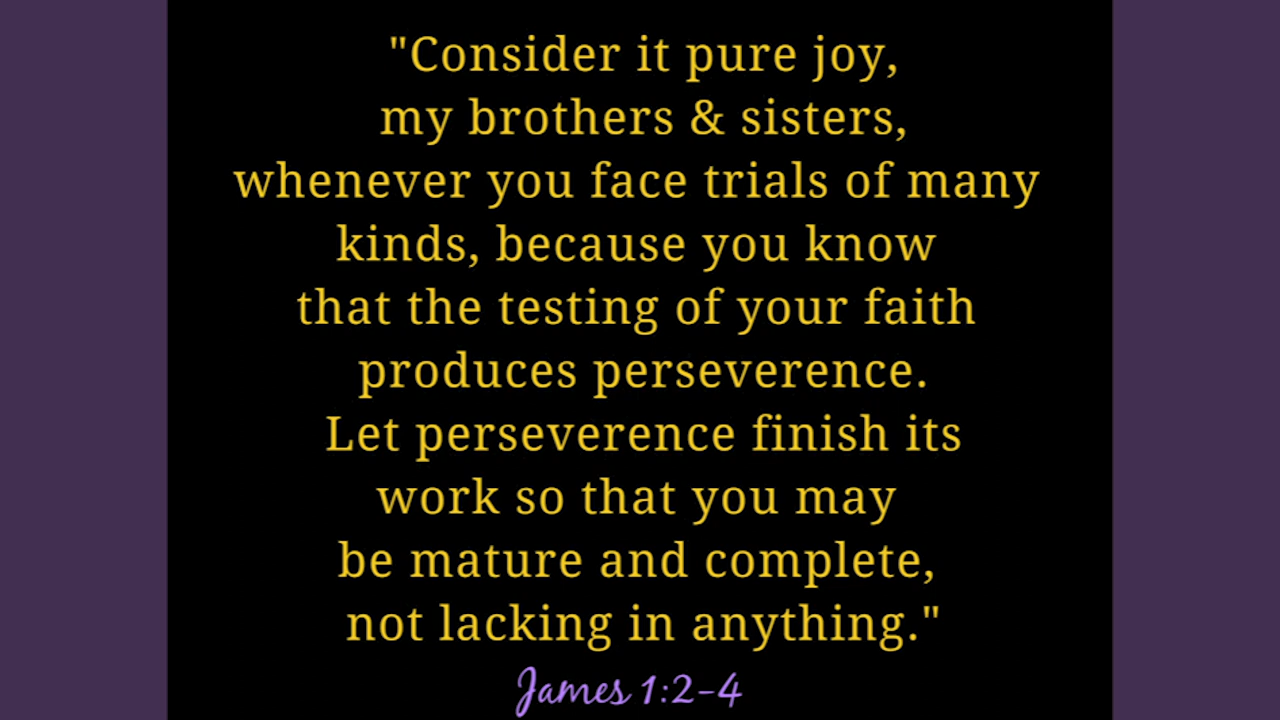 "Consider it pure joy,
my brothers & sisters,
whenever you face trials of many
kinds, because you know
that the testing of your faith
produces perseverence.
Let perseverence finish its
work so that you may
be mature and complete,
not lacking in anything."
James 1:2-4